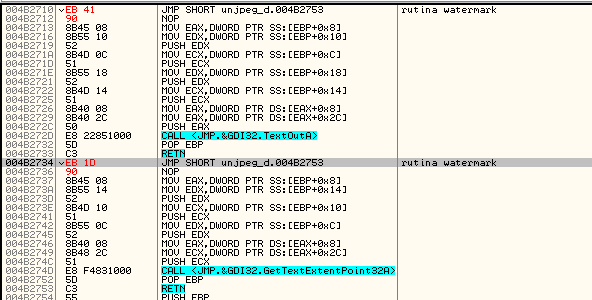 004B2710 EB 41 JMP SHORT unjpeg_d.004B2753 rutina watermark
004B2712 90 NOP
004B2713 8B45 08 MOV EAX,DWORD PTR SS:[EBP+0x8]
004B2716 8B55 10 MOV EDX,DWORD PTR SS:[EBP+0x10]
004B2719 52 PUSH EDX
004B271A 8B4D 0C MOV ECX,DWORD PTR SS:[EBP+0xC]
004B271D 51 PUSH ECX
004B271E 8B55 18 MOV EDX,DWORD PTR SS:[EBP+0x18]
004B2721 52 PUSH EDX
004B2722 8B4D 14 MOV ECX,DWORD PTR SS:[EBP+0x14]
004B2725 51 PUSH ECX
004B2726 8B40 08 MOV EAX,DWORD PTR DS:[EAX+0x8]
004B2729 8B40 2C MOV EAX,DWORD PTR DS:[EAX+0x2C]
004B272C 50 PUSH EAX
004B272D E8 22851000 CALL <JMP.&GDI32.TextOutA>
004B2732 5D POP EBP
004B2733 C3 RETN
004B2734 EB 1D JMP SHORT unjpeg_d.004B2753 rutina watermark
004B2736 90 NOP
004B2737 8B45 08 MOV EAX,DWORD PTR SS:[EBP+0x8]
004B273A 8B55 14 MOV EDX,DWORD PTR SS:[EBP+0x14]
004B273D 52 PUSH EDX
004B273E 8B4D 10 MOV ECX,DWORD PTR SS:[EBP+0x10]
004B2741 51 PUSH ECX
004B2742 8B55 0C MOV EDX,DWORD PTR SS:[EBP+0xC]
004B2745 52 PUSH EDX
004B2746 8B40 08 MOV EAX,DWORD PTR DS:[EAX+0x8]
004B2749 8B48 2C MOV ECX,DWORD PTR DS:[EAX+0x2C]
004B274C 51 PUSH ECX
004B274D E8 F4831000 CALL <JMP.&GDI32.GetTextExtentPoint32A>
004B2752 5D POP EBP
004B2753 C3 RETN
004B2754 55 PUSH EBP